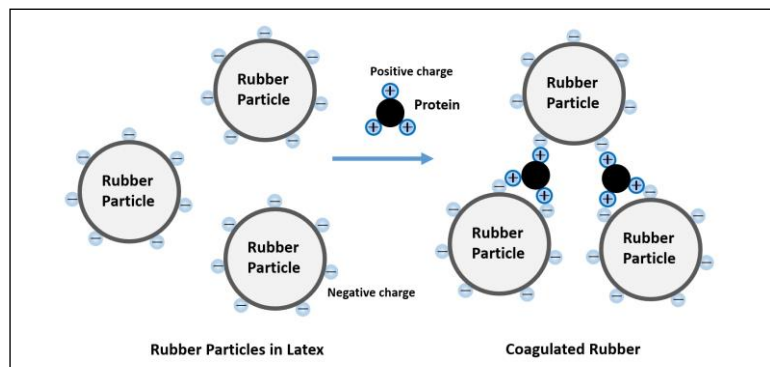 Rubber
Particle
Rubber
Particle
Rubber
Particle
Negative charge
Rubber Particles in Latex
Positive charge
Protein
+
+
+
Rubber
Particle
+
+
+
+
+
+
Rubber
Particle
Rubber
Particle
Coagulated Rubber